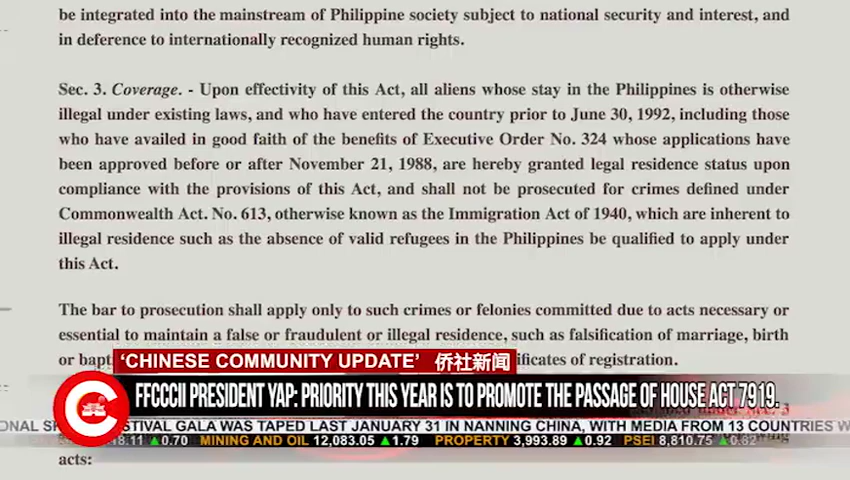 be integrated into the mainstream of Philippine society subject to national security and interest, and
in deference to internationally recognized human rights.
Sec. 3. Coverage. - Upon effectivity of this Act, all aliens whose stay in the Philippines is otherwise
illegal under existing laws, and who have entered the country prior to June 30, 1992, including those
who have availed in good faith of the benefits of Executive Order No. 324 whose applications have
been approved before or after November 21, 1988, are hereby granted legal residence status upon
compliance with the provisions of this Act, and shall not be prosecuted for crimes defined under
Commonwealth Act. No. 613, otherwise known as the Immigration Act of 1940, which are inherent to
illegal residence such as the absence of valid refugees in the Philippines be qualified to apply under
this Act.
The bar to prosecution shall apply only to such crimes or felonies committed due to acts necessary or
essential to maintain a false or fraudulent or illegal residence, such as falsification of marriage, birth
or bapt ificates of registration.
'CHINESE COMMUNITY UPDATE' 侨社新闻
FFCCCII PRESIDENT YAP: PRIORITY THIS YEAR IS TO PROMOTE THE PASSAGE OF HOUSE ACT 7919.
ONAL S STIVAL GALA WAS TAPED LAST JANUARY 31 IN NANNING CHINA, WITH MEDIA FROM 13 COUNTRIES W
18.11 ▲0.70 MINING AND OIL 12,083.05 ▲1.79 PROPERTY 3,993.89 ▲0.92 PSEI 8,810.75 ▲0.82
acts: